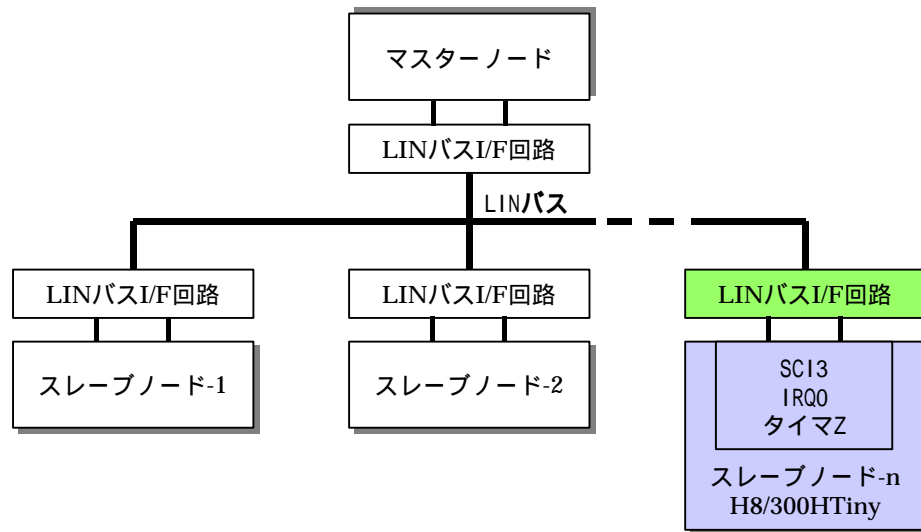 マスターノード
LINバスI/F回路
LINバス
LINバスI/F回路
LINバスI/F回路
LINバスI/F回路
スレーブノード-1
スレーブノード-2
SCI3
IRQ0
タイマZ
スレーブノード-n
H8/300HTiny